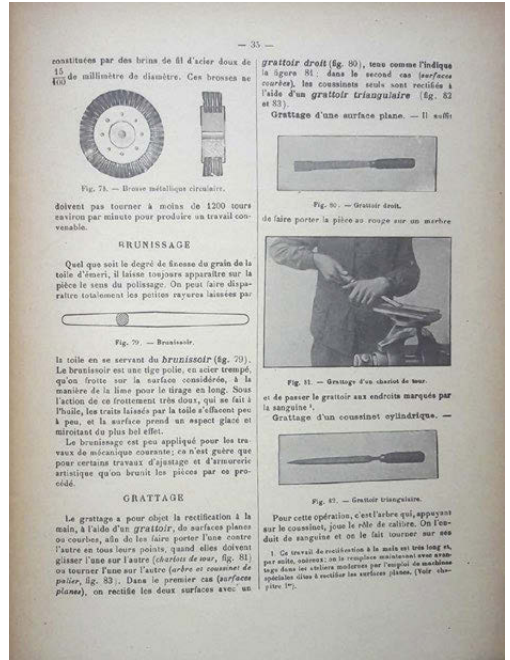 — 35 —
constituées par des brins de fil d'acier doux de
15/100 de millimètre de diamètre. Ces brosses ne
Fig. 78. — Brosse métallique circulaire.
doivent pas tourner à moins de 1200 tours
environ par minute pour produire un travail con-
venable.
BRUNISSAGE
Quel que soit le degré de finesse du grain de la
toile d'émeri, il laisse toujours apparaître sur la
pièce le sens du polissage. On peut faire dispa-
raître totalement les petites rayures laissées par
Fig. 79. — Brunissoir.
la toile en se servant du brunissoir (fig. 79).
Le brunissoir est une tige polie, en acier trempé,
qu'on frotte sur la surface considérée, à la
manière de la lime pour le tirage en long. Sous
l'action de ce frottement très doux, qui se fait à
l'huile, les traits laissés par la toile s'effacent peu
à peu, et la surface prend un aspect glacé et
miroitant du plus bel effet.
Le brunissage est peu appliqué pour les tra-
vaux de mécanique courante; ce n'est guère que
pour certains travaux d'ajustage et d'armurerie
artistique qu'on brunit les pièces par ce pro-
cédé.
GRATTAGE
Le grattage a pour objet la rectification à la
main, à l'aide d'un grattoir, de surfaces planes
ou courbes, afin de les faire porter l'une contre
l'autre en tous leurs points, quand elles doivent
glisser l'une sur l'autre (chariots de tour, fig. 81)
ou tourner l'une sur l'autre (arbre et coussinet de
palier, fig. 83). Dans le premier cas (surfaces
planes), on rectifie les deux surfaces avec un
grattoir droit (fig. 80), tenu comme l'indique
la figure 81; dans le second cas (surfaces
courbes), les coussinets seuls sont rectifiés à
l'aide d'un grattoir triangulaire (fig. 82
et 83).
Grattage d'une surface plane. — Il suffit
Fig. 80. — Grattoir droit.
de faire porter la pièce au rouge sur un marbre
Fig. 81. — Grattage d'un chariot de tour.
et de passer le grattoir aux endroits marqués par
la sanguine ¹.
Grattage d'un coussinet cylindrique. —
Fig. 82. — Grattoir triangulaire.
Pour cette opération, c'est l'arbre qui, appuyant
sur le coussinet, joue le rôle de calibre. On l'en-
duit de sanguine et on le fait tourner sur son
1. Ce travail de rectification à la main est très long et,
par suite, onéreux; on le remplace maintenant avec avan-
tage dans les ateliers modernes par l'emploi de machines
spéciales dites à rectifier les surfaces planes. (Voir cha-
pitre 1er).